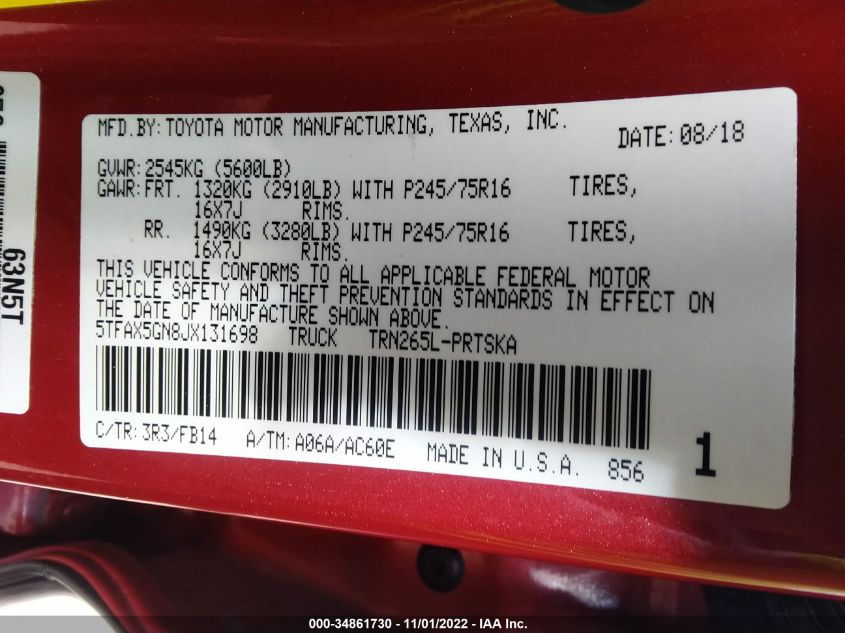 MFD.BY: TOYOTA MOTOR MANUFACTURING, TEXAS, INC. DATE: 08/18
GVWR: 2545KG (5600LB)
GAWR: FRT. 1320KG (2910LB) WITH P245/75R16 TIRES,
16X7J RIMS.
RR. 1490KG (3280LB) WITH P245/75R16 TIRES,
16X7J RIMS.
THIS VEHICLE CONFORMS TO ALL APPLICABLE FEDERAL MOTOR
VEHICLE SAFETY AND THEFT PREVENTION STANDARDS IN EFFECT ON
THE DATE OF MANUFACTURE SHOWN ABOVE.
5TFAX5GN8JX131698 TRUCK TRN265L-PRTSKA
C/TR: 3R3/FB14 A/TM: A06A/AC60E MADE IN U.S.A. 856 1
63N5T
000-34861730 - 11/01/2022 - IAA Inc.